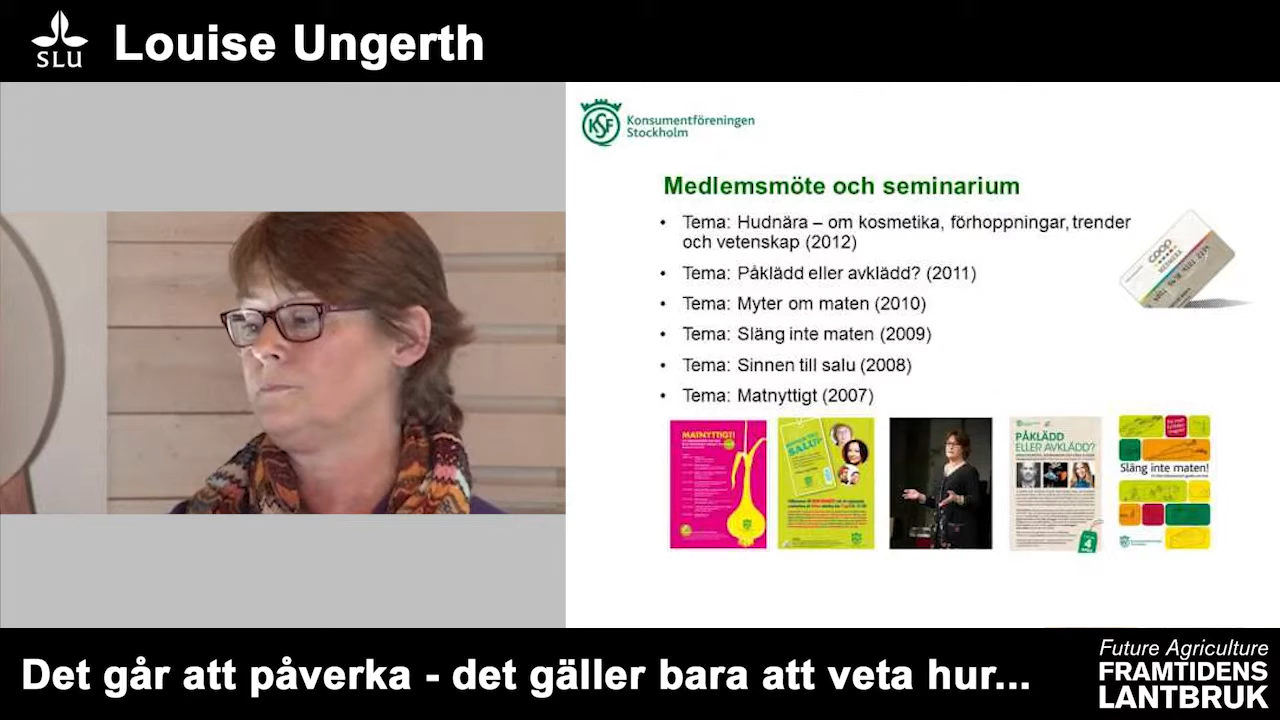 SLU
Louise Ungerth
KSF
Konsumentföreningen
Stockholm
Medlemsmöte och seminarium
• Tema: Hudnära – om kosmetika, förhoppningar, trender
och vetenskap (2012)
• Tema: Påklädd eller avklädd? (2011)
• Tema: Myter om maten (2010)
• Tema: Släng inte maten (2009)
• Tema: Sinnen till salu (2008)
• Tema: Matnyttigt (2007)
coop
MATNYTTIGT!
PÅKLÄDD
ELLER AVKLÄDD?
Släng inte maten!
Det går att påverka - det gäller bara att veta hur...
Future Agriculture
FRAMTIDENS
LANTBRUK